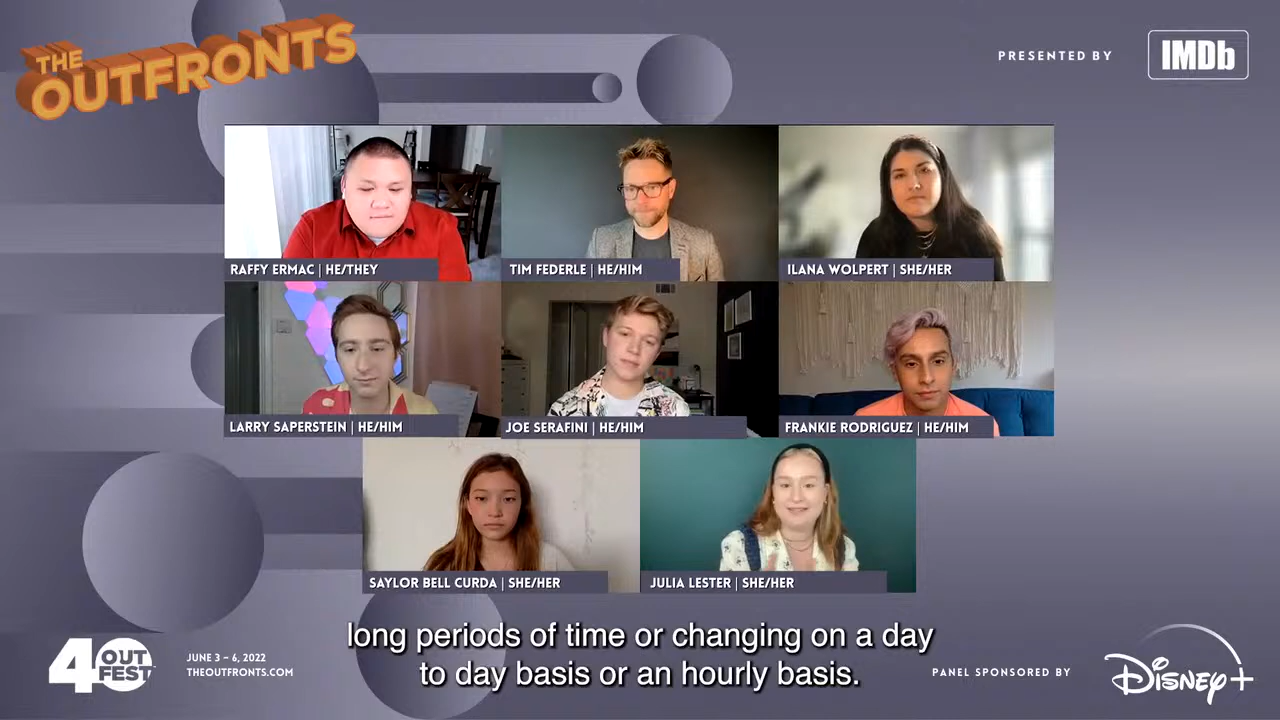 THE
OUTFRONTS
PRESENTED BY
IMDb
RAFFY ERMAC | HE/THEY
TIM FEDERLE | HE/HIM
ILANA WOLPERT | SHE/HER
LARRY SAPERSTEIN | HE/HIM
JOE SERAFINI | HE/HIM
FRANKIE RODRIGUEZ | HE/HIM
SAYLOR BELL CURDA | SHE/HER
JULIA LESTER | SHE/HER
long periods of time or changing on a day
to day basis or an hourly basis.
40UTFEST
JUNE 3 – 6, 2022
THEOUTFRONTS.COM
PANEL SPONSORED BY
Disney+